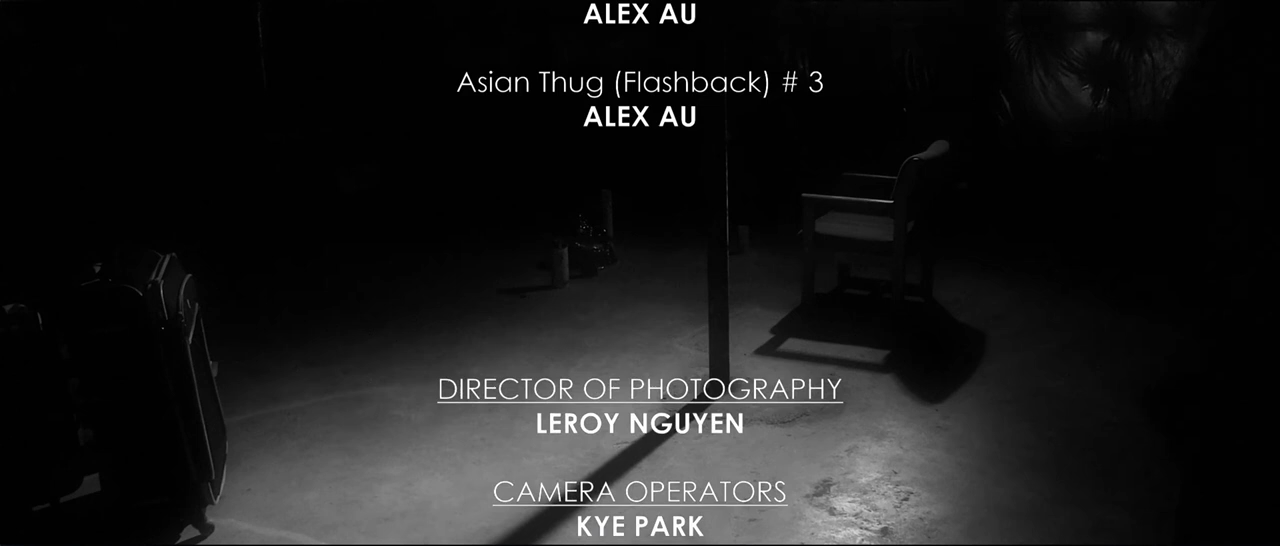 ALEX AU
Asian Thug (Flashback) # 3
ALEX AU
DIRECTOR OF PHOTOGRAPHY
LEROY NGUYEN
CAMERA OPERATORS
KYE PARK